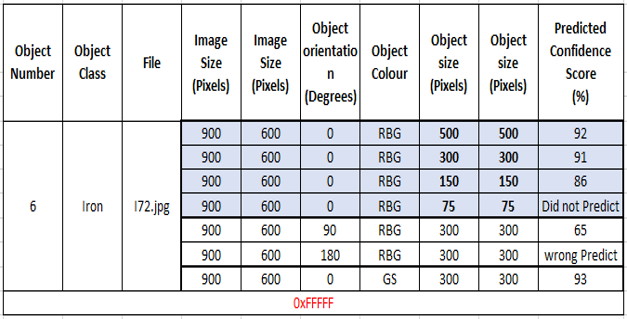 Object Number Object Class File Image Size (Pixels) Image Size (Pixels) Object orientatio n (Degrees) Object Colour Object size (Pixels) Object size (Pixels) Predicted Confidence Score (%)
900 600 0 RBG 500 500 92
900 600 0 RBG 300 300 91
900 600 0 RBG 150 150 86
6 Iron I72.jpg 900 600 0 RBG 75 75 Did not Predict
900 600 90 RBG 300 300 65
900 600 180 RBG 300 300 wrong Predict
900 600 0 GS 300 300 93
0xFFFFF